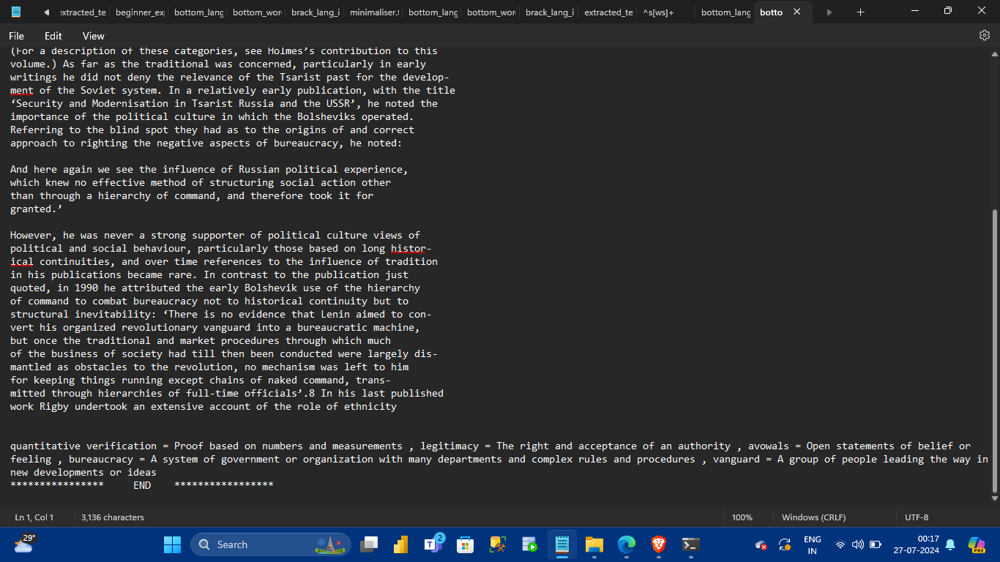 extracted_te beginner_ex bottom_lang bottom_wor brack_lang_i minimaliser. bottom_lang bottom_wor brack_lang_i extracted_te ^s[ws]+ bottom_lang botto
File Edit View
(For a description of these categories, see Holmes’s contribution to this
volume.) As far as the traditional was concerned, particularly in early
writings he did not deny the relevance of the Tsarist past for the develop-
ment of the Soviet system. In a relatively early publication, with the title
‘Security and Modernisation in Tsarist Russia and the USSR’, he noted the
importance of the political culture in which the Bolsheviks operated.
Referring to the blind spot they had as to the origins of and correct
approach to righting the negative aspects of bureaucracy, he noted:
And here again we see the influence of Russian political experience,
which knew no effective method of structuring social action other
than through a hierarchy of command, and therefore took it for
granted.’
However, he was never a strong supporter of political culture views of
political and social behaviour, particularly those based on long histor-
ical continuities, and over time references to the influence of tradition
in his publications became rare. In contrast to the publication just
quoted, in 1990 he attributed the early Bolshevik use of the hierarchy
of command to combat bureaucracy not to historical continuity but to
structural inevitability: ‘There is no evidence that Lenin aimed to con-
vert his organized revolutionary vanguard into a bureaucratic machine,
but once the traditional and market procedures through which much
of the business of society had till then been conducted were largely dis-
mantled as obstacles to the revolution, no mechanism was left to him
for keeping things running except chains of naked command, trans-
mitted through hierarchies of full-time officials’.8 In his last published
work Rigby undertook an extensive account of the role of ethnicity
quantitative verification = Proof based on numbers and measurements , legitimacy = The right and acceptance of an authority , avowals = Open statements of belief or
feeling , bureaucracy = A system of government or organization with many departments and complex rules and procedures , vanguard = A group of people leading the way in
new developments or ideas
**************** END *****************
Ln 1, Col 1 3,136 characters 100% Windows (CRLF) UTF-8
29° Search 2 ENG IN 00:17 27-07-2024 PRE